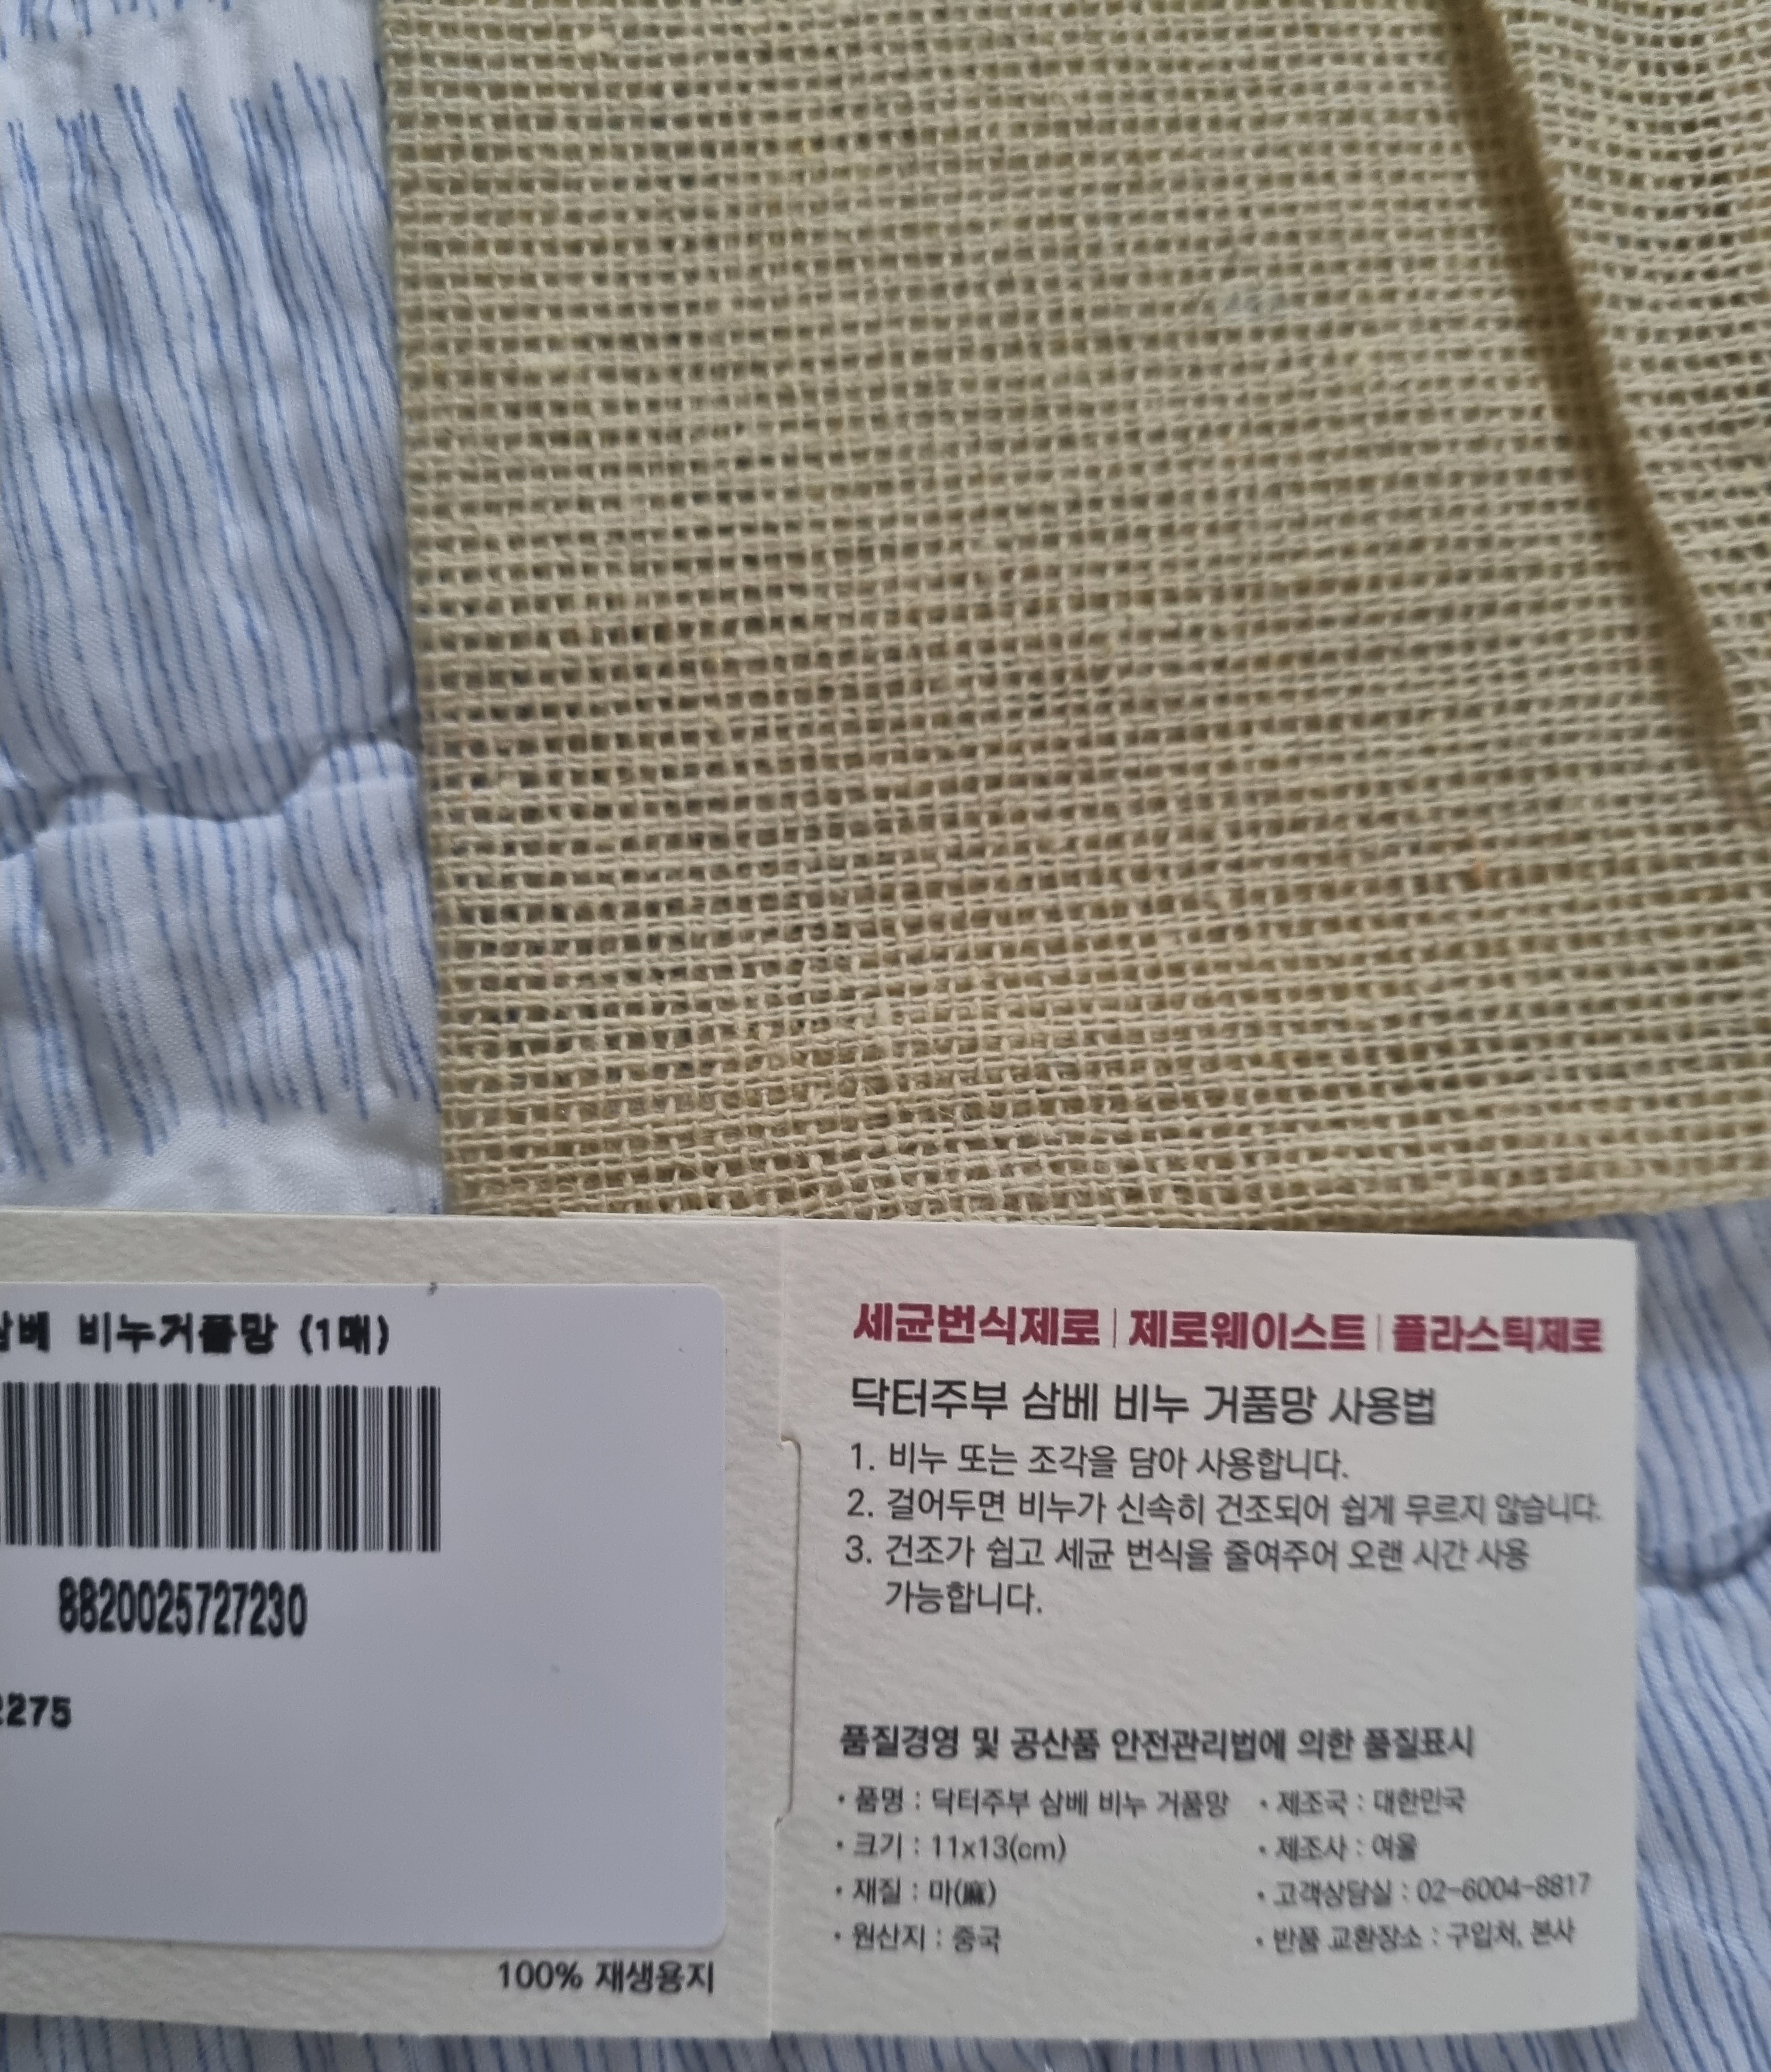 비누거품망 (1매)
8820025727230
2275
100% 재생용지
세균번식제로 | 제로웨이스트 | 플라스틱제로
닥터주부 삼베 비누 거품망 사용법
1. 비누 또는 조각을 담아 사용합니다.
2. 걸어두면 비누가 신속히 건조되어 쉽게 무르지 않습니다.
3. 건조가 쉽고 세균 번식을 줄여주어 오랜 시간 사용
가능합니다.
품질경영 및 공산품 안전관리법에 의한 품질표시
• 품명 : 닥터주부 삼베 비누 거품망 • 제조국 : 대한민국
• 크기 : 11x13(cm) • 제조사 : 여울
• 재질 : 마(麻) • 고객상담실 : 02-6004-8817
• 원산지 : 중국 • 반품 교환장소 : 구입처, 본사